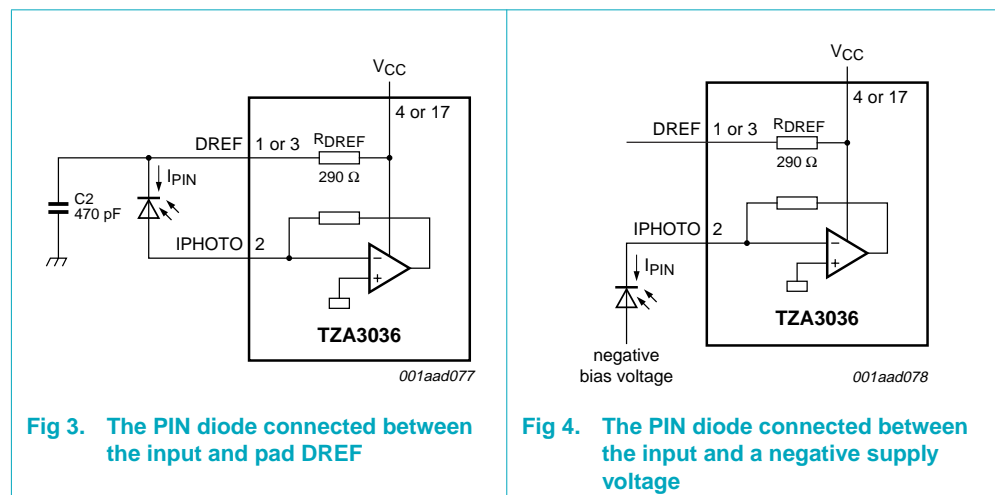 VCC
4 or 17
DREF 1 or 3 RDREF
290 Ω
IPIN
C2
470 pF
IPHOTO 2
−
+
TZA3036
001aad077
Fig 3. The PIN diode connected between
the input and pad DREF
VCC
4 or 17
DREF 1 or 3 RDREF
290 Ω
IPHOTO 2
IPIN
−
+
TZA3036
negative
bias voltage
001aad078
Fig 4. The PIN diode connected between
the input and a negative supply
voltage